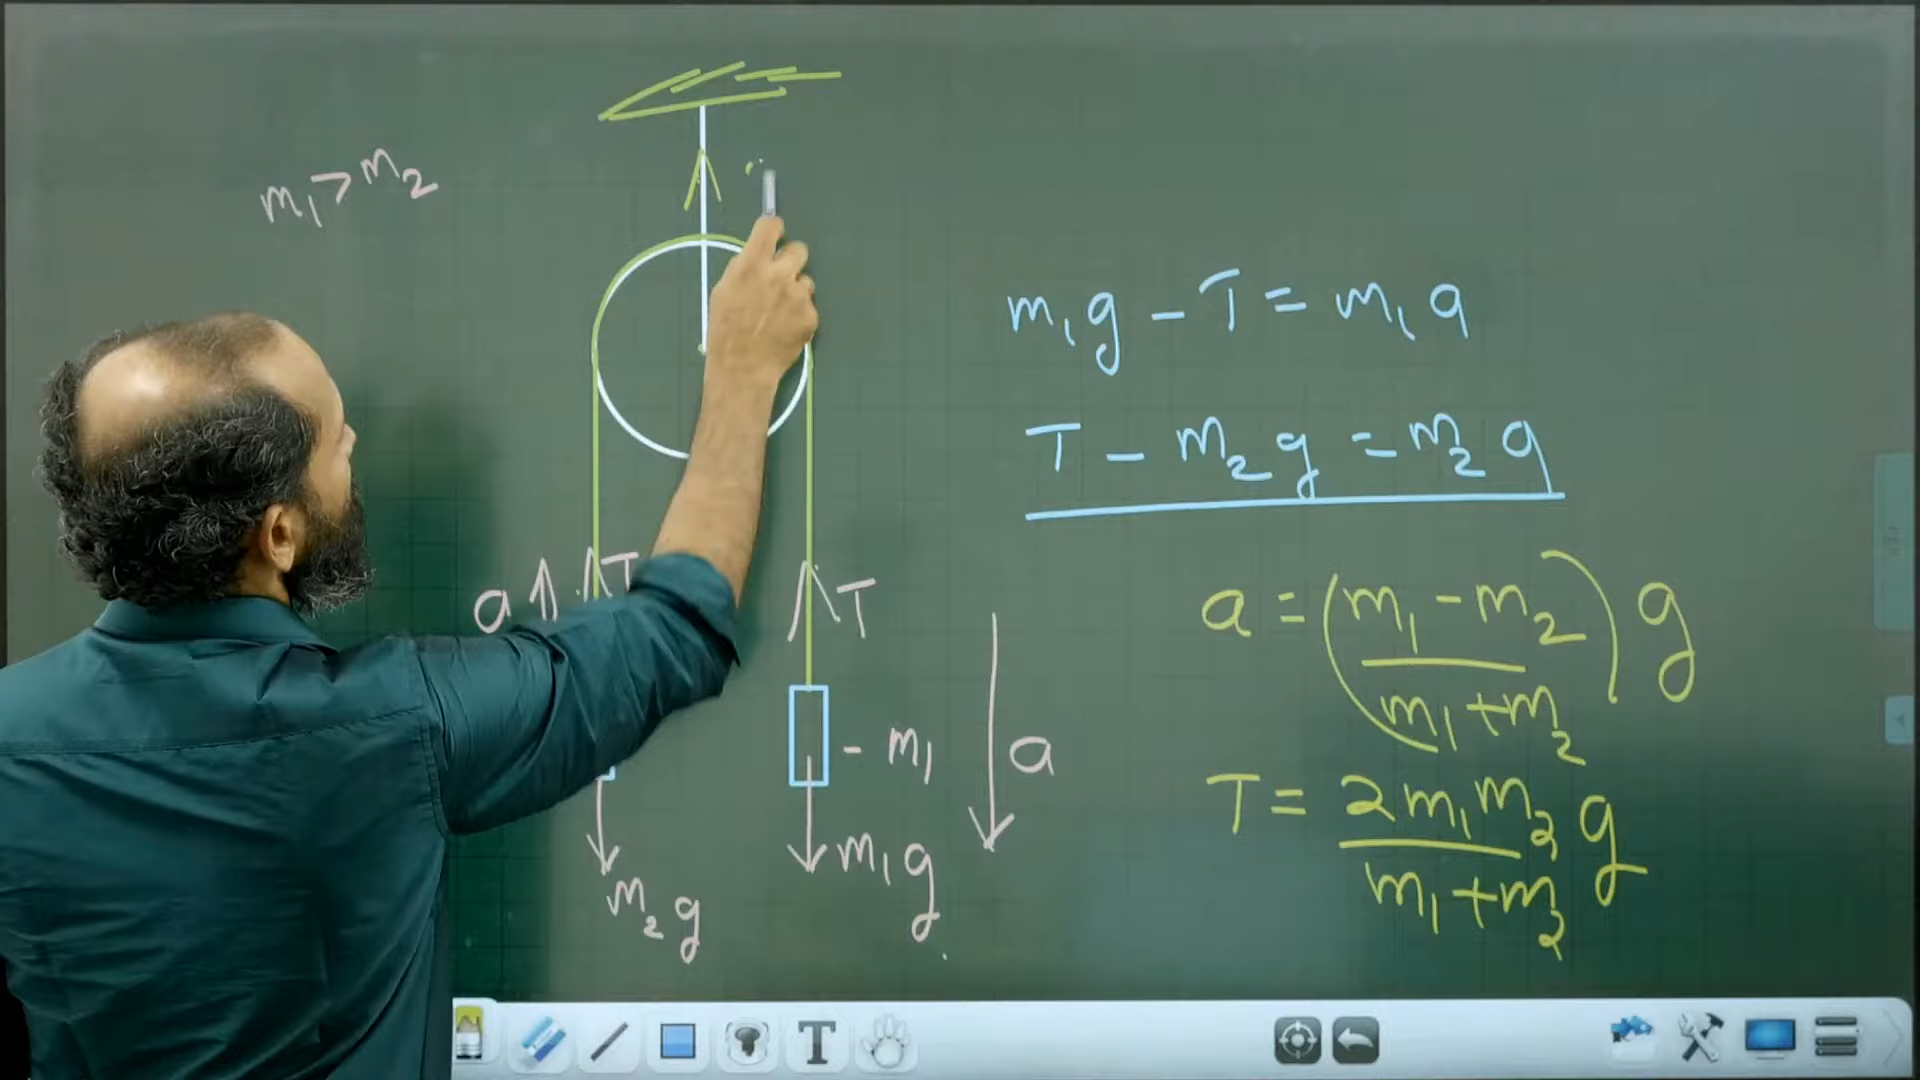 m₁>m₂
m₁g - T = m₁a
T - m₂g = m₂a
a
T
T
a = (m₁ - m₂ / m₁ + m₂) g
- m₁
a
T = 2m₁m₂ / m₁ + m₂ g
m₁g
m₂g
T